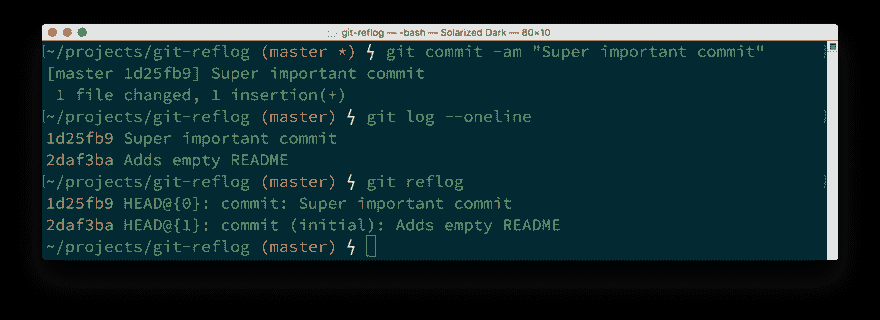 git-reflog — -bash — Solarized Dark — 80×10
[~/projects/git-reflog (master *) ϟ git commit -am "Super important commit"
[master 1d25fb9] Super important commit
1 file changed, 1 insertion(+)
[~/projects/git-reflog (master) ϟ git log --oneline
1d25fb9 Super important commit
2daf3ba Adds empty README
[~/projects/git-reflog (master) ϟ git reflog
1d25fb9 HEAD@{0}: commit: Super important commit
2daf3ba HEAD@{1}: commit (initial): Adds empty README
~/projects/git-reflog (master) ϟ